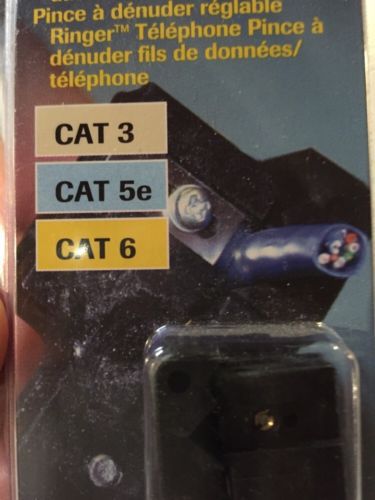 Pince à dénuder réglable
Ringer™ Téléphone Pince à
dénuder fils de données/
téléphone
CAT 3
CAT 5e
CAT 6